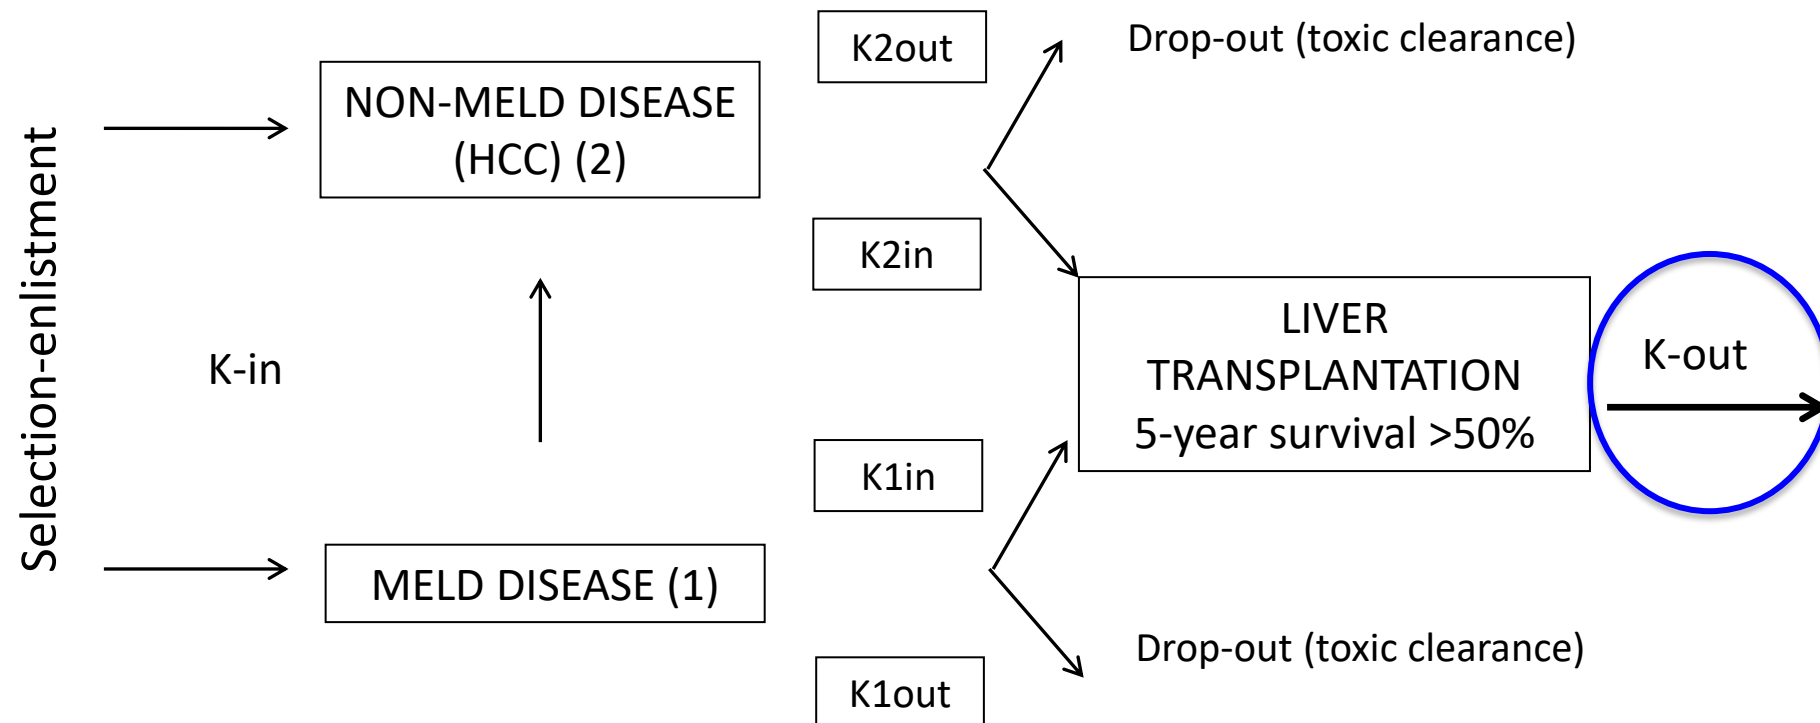 Selection-enlistment
K-in
NON-MELD DISEASE
(HCC) (2)
MELD DISEASE (1)
K2out
K2in
K1in
K1out
Drop-out (toxic clearance)
LIVER
TRANSPLANTATION
5-year survival >50%
Drop-out (toxic clearance)
K-out